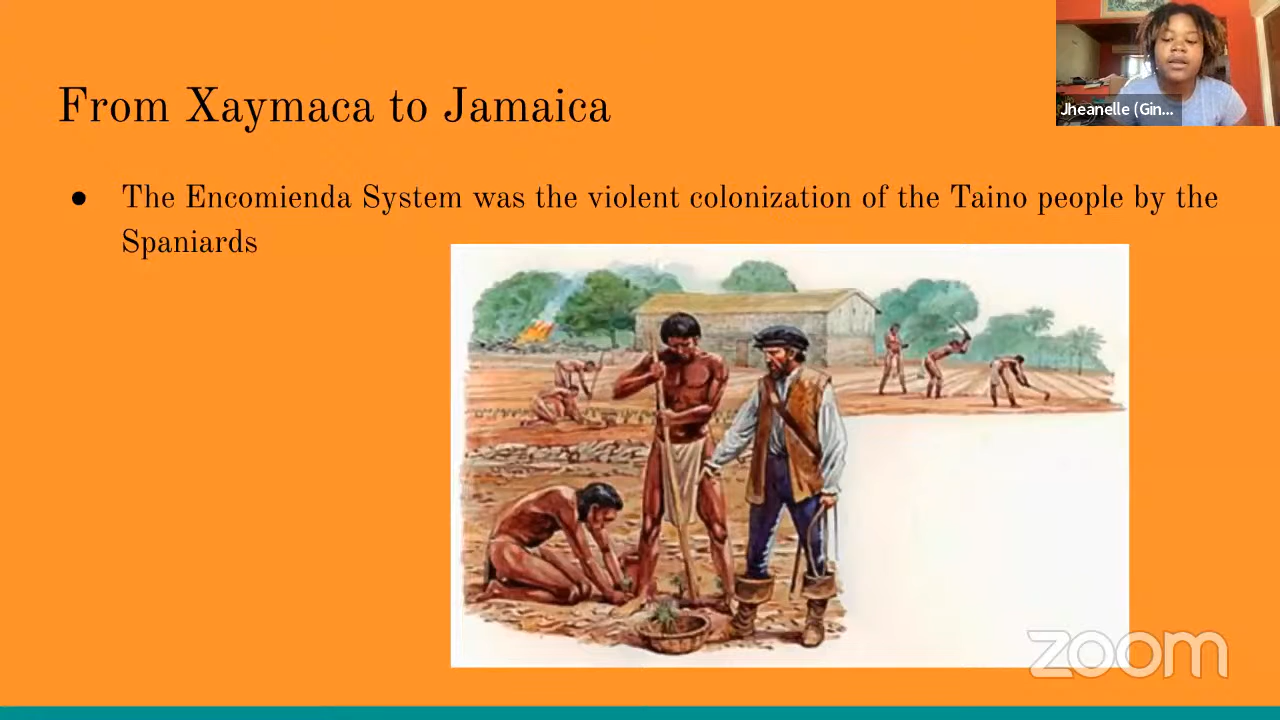 Jheanelle (Gin...
From Xaymaca to Jamaica
● The Encomienda System was the violent colonization of the Taino people by the
Spaniards
zoom